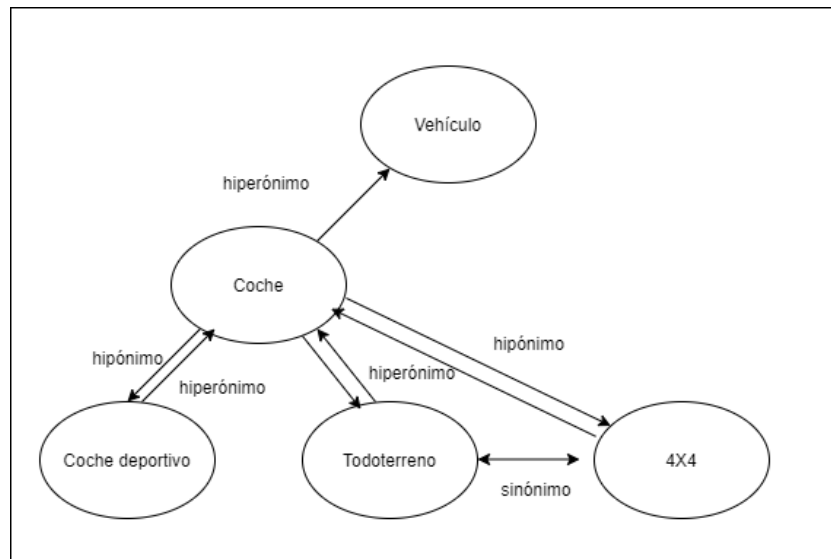 Vehículo
hiperónimo
Coche
hipónimo
hiperónimo
hiperónimo
hipónimo
Coche deportivo
Todoterreno
4X4
sinónimo